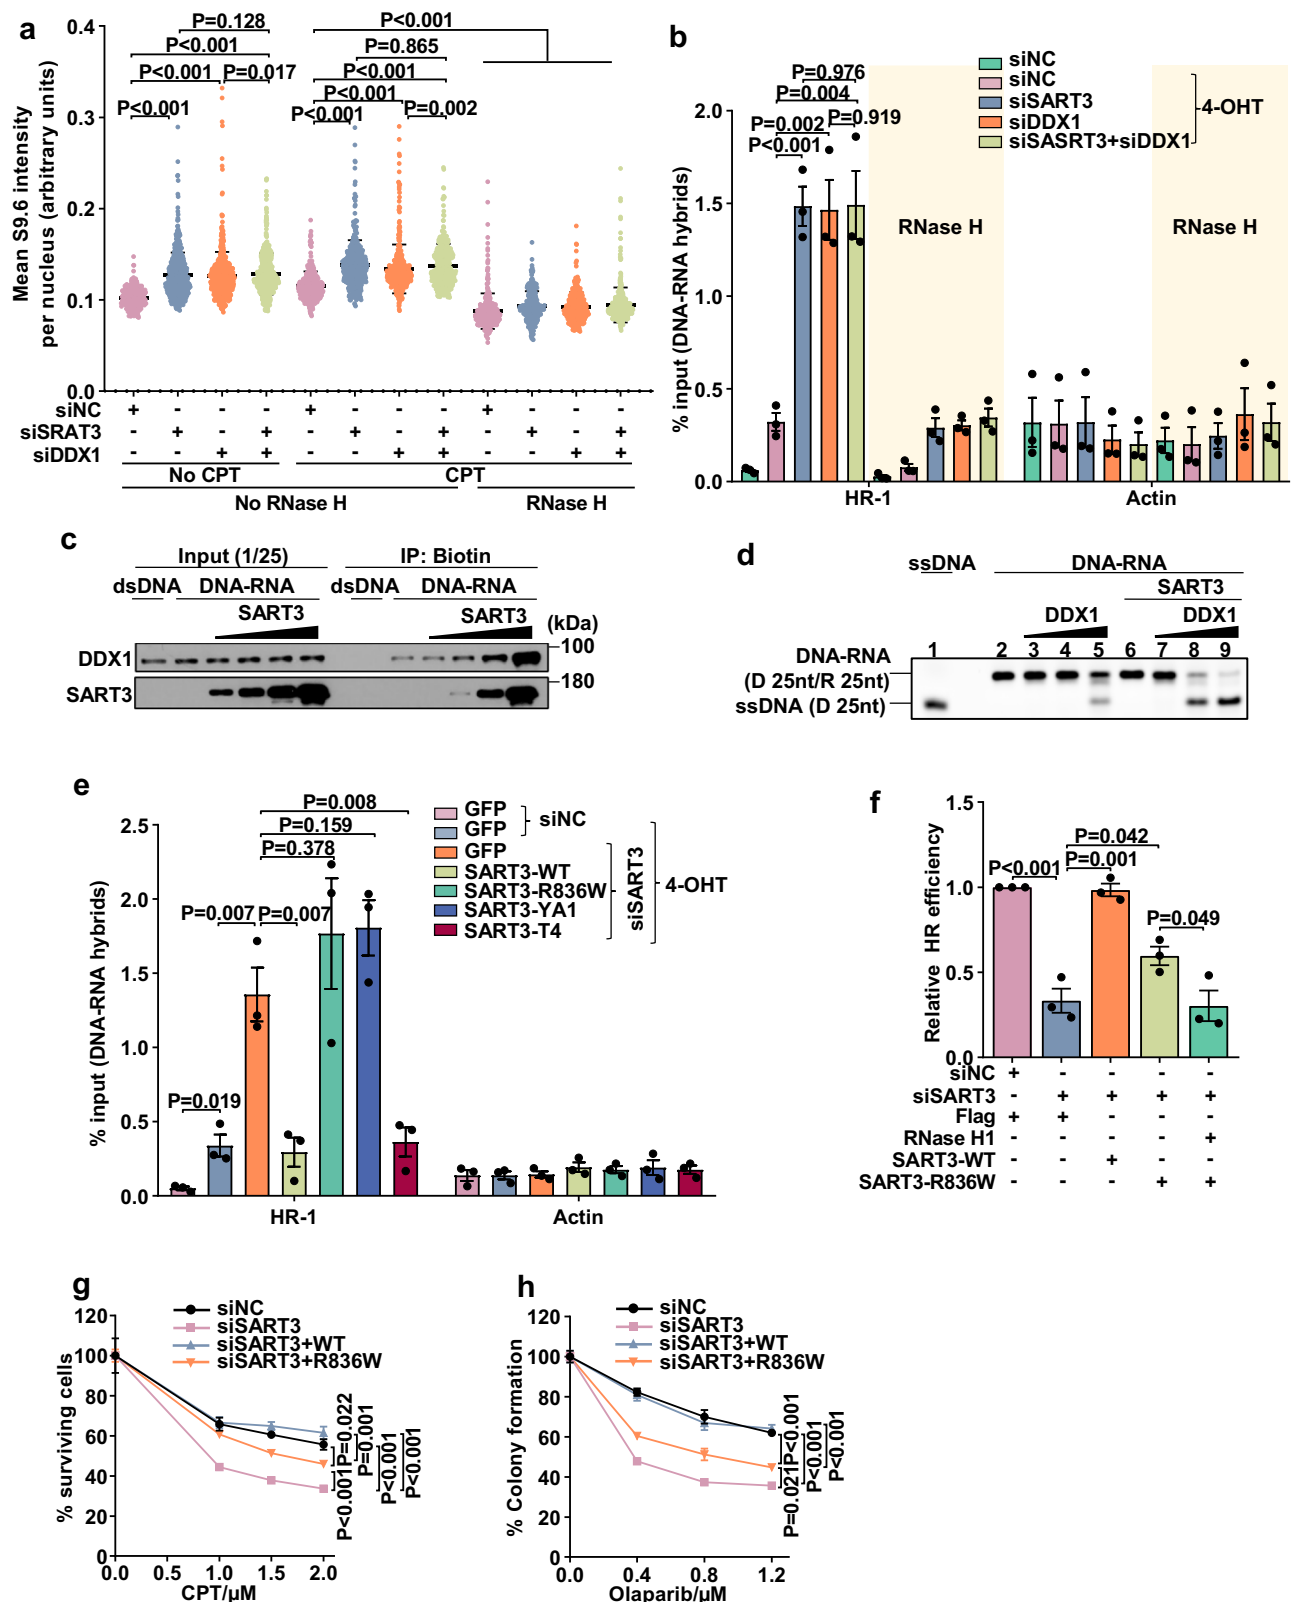 a
P=0.128
P<0.001
P<0.001
P=0.865
P<0.001
P<0.001
P=0.017
P<0.001
P<0.001
P<0.001
P=0.002
Mean S9.6 intensity
per nucleus (arbitrary units)
0.4
0.3
0.2
0.1
0.0
siNC + - - - + - - - + - - -
siSRAT3 - + - + - + - + - + - +
siDDX1 - - + + - - + + - - + +
No CPT
CPT
No RNase H
RNase H
b
siNC
siNC
siSART3
siDDX1
siSASRT3+siDDX1
4-OHT
P=0.976
P=0.004
P=0.919
P=0.002
P<0.001
RNase H
RNase H
% input (DNA-RNA hybrids)
2.0
1.5
1.0
0.5
0.0
HR-1
Actin
c
Input (1/25)
IP: Biotin
dsDNA
DNA-RNA
dsDNA
DNA-RNA
SART3
SART3
(kDa)
DDX1
100
SART3
180
d
ssDNA
DNA-RNA
SART3
DDX1
DDX1
1 2 3 4 5 6 7 8 9
DNA-RNA
(D 25nt/R 25nt)
ssDNA (D 25nt)
e
P=0.008
P=0.159
P=0.378
P=0.007
P=0.007
P=0.019
GFP
GFP
siNC
GFP
SART3-WT
SART3-R836W
SART3-YA1
SART3-T4
siSART3
4-OHT
% input (DNA-RNA hybrids)
2.5
2.0
1.5
1.0
0.5
0.0
HR-1
Actin
f
P=0.042
P<0.001
P=0.001
P=0.049
Relative HR efficiency
1.5
1.0
0.5
0.0
siNC + - - - -
siSART3 - + + + +
Flag + + - - -
RNase H1 - - - - +
SART3-WT - - + - -
SART3-R836W - - - + +
g
siNC
siSART3
siSART3+WT
siSART3+R836W
% surviving cells
120
100
80
60
40
20
0
0.0 0.5 1.0 1.5 2.0
CPT/µM
P<0.001
P=0.022
P=0.001
P<0.001
P<0.001
h
siNC
siSART3
siSART3+WT
siSART3+R836W
% Colony formation
120
100
80
60
40
20
0
0.0 0.4 0.8 1.2
Olaparib/µM
P=0.021
P<0.001
P<0.001
P<0.001